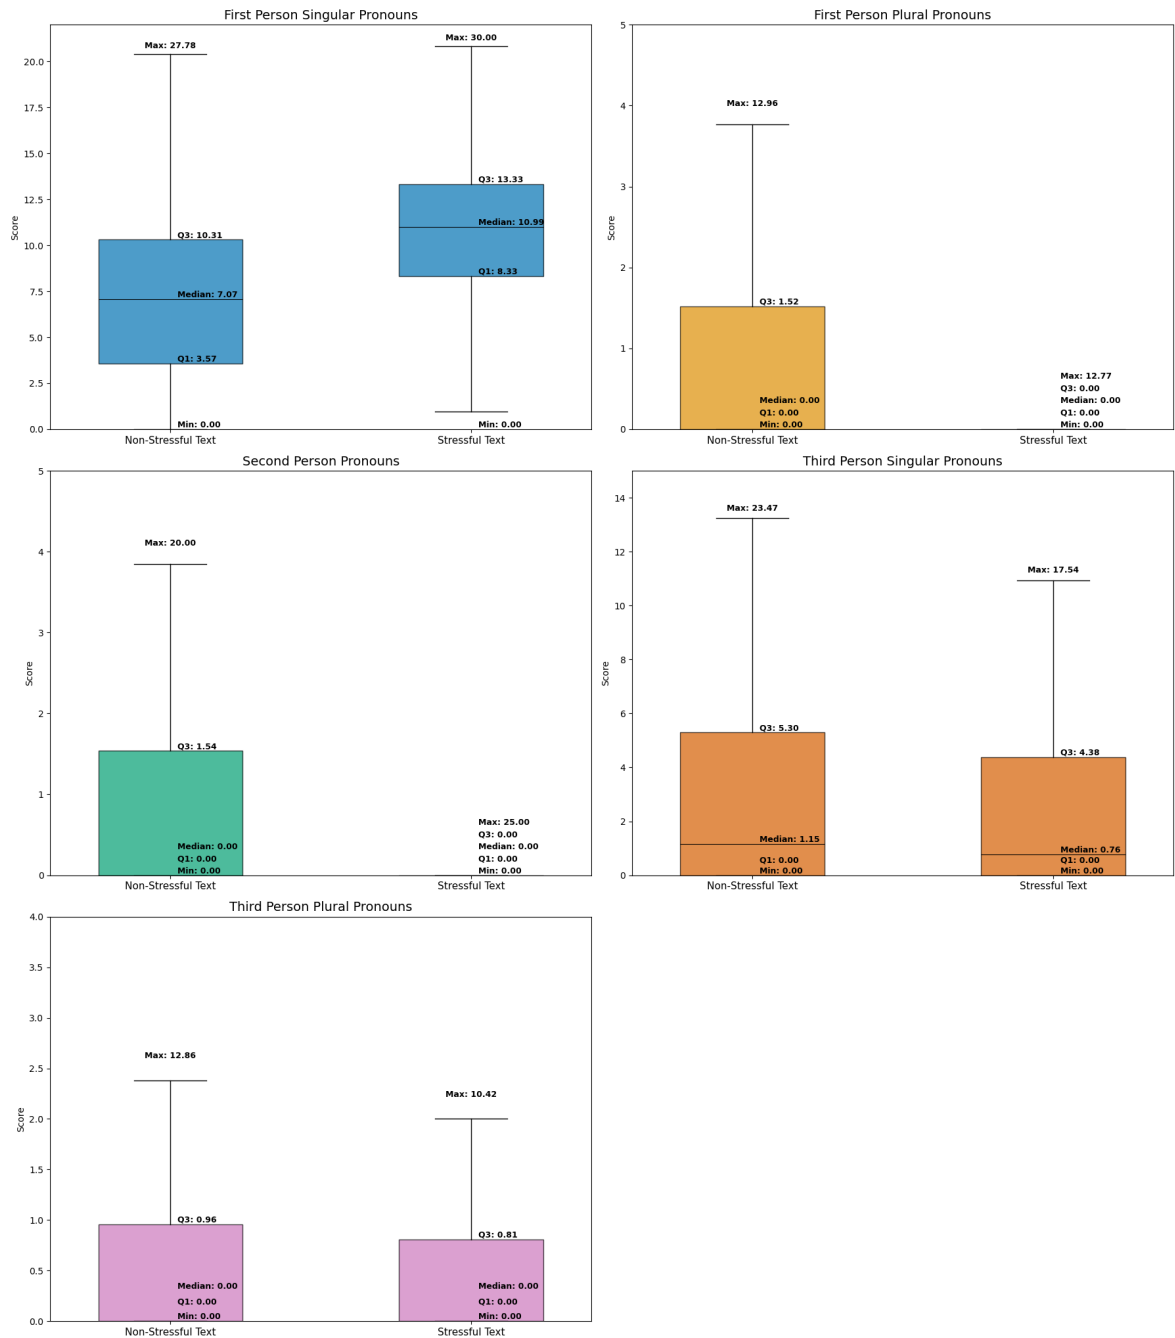 First Person Singular Pronouns
Score
20.0
17.5
15.0
12.5
10.0
7.5
5.0
2.5
0.0
Max: 27.78
Q3: 10.31
Median: 7.07
Q1: 3.57
Min: 0.00
Max: 30.00
Q3: 13.33
Median: 10.99
Q1: 8.33
Min: 0.00
Non-Stressful Text
Stressful Text
First Person Plural Pronouns
Score
5
4
3
2
1
0
Max: 12.96
Q3: 1.52
Median: 0.00
Q1: 0.00
Min: 0.00
Max: 12.77
Q3: 0.00
Median: 0.00
Q1: 0.00
Min: 0.00
Non-Stressful Text
Stressful Text
Second Person Pronouns
Score
5
4
3
2
1
0
Max: 20.00
Q3: 1.54
Median: 0.00
Q1: 0.00
Min: 0.00
Max: 25.00
Q3: 0.00
Median: 0.00
Q1: 0.00
Min: 0.00
Non-Stressful Text
Stressful Text
Third Person Singular Pronouns
Score
14
12
10
8
6
4
2
0
Max: 23.47
Q3: 5.30
Median: 1.15
Q1: 0.00
Min: 0.00
Max: 17.54
Q3: 4.38
Median: 0.76
Q1: 0.00
Min: 0.00
Non-Stressful Text
Stressful Text
Third Person Plural Pronouns
Score
4.0
3.5
3.0
2.5
2.0
1.5
1.0
0.5
0.0
Max: 12.86
Q3: 0.96
Median: 0.00
Q1: 0.00
Min: 0.00
Max: 10.42
Q3: 0.81
Median: 0.00
Q1: 0.00
Min: 0.00
Non-Stressful Text
Stressful Text